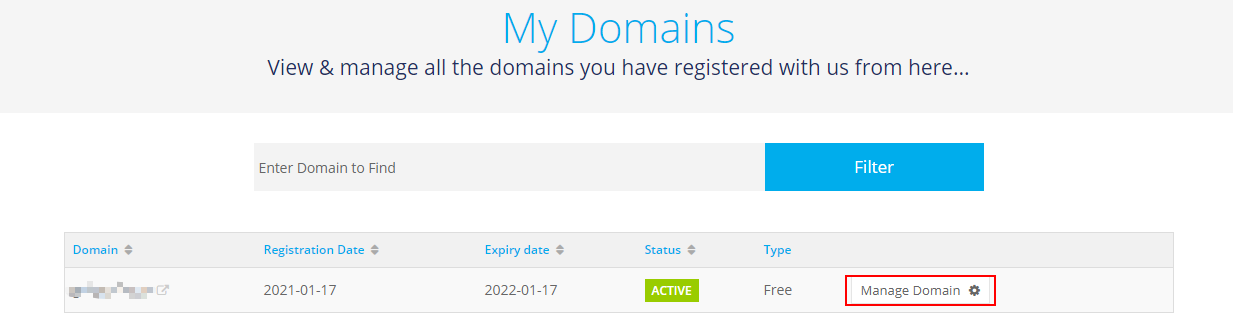 My Domains
View & manage all the domains you have registered with us from here...
Enter Domain to Find
Filter
Domain Registration Date Expiry date Status Type
2021-01-17 2022-01-17 ACTIVE Free Manage Domain